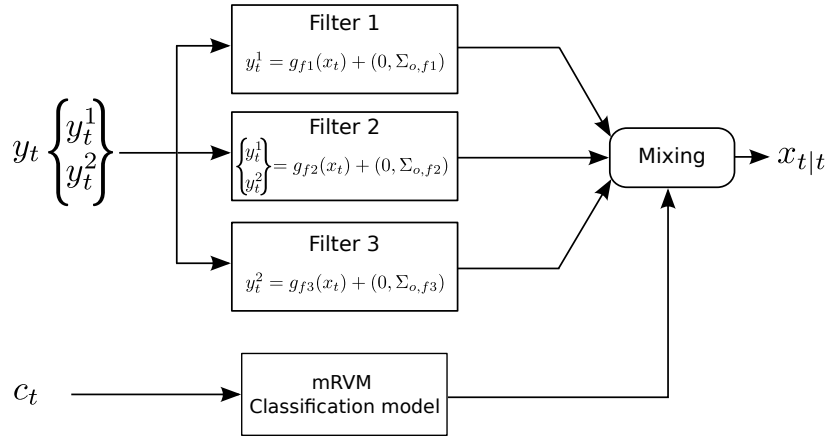 Filter 1
y_t^1 = g_{f1}(x_t) + (0, Σ_{o,f1})
y_t { y_t^1 y_t^2 }
Filter 2
{ y_t^1 y_t^2 } = g_{f2}(x_t) + (0, Σ_{o,f2})
Mixing
x_{t|t}
Filter 3
y_t^2 = g_{f3}(x_t) + (0, Σ_{o,f3})
c_t
mRVM
Classification model